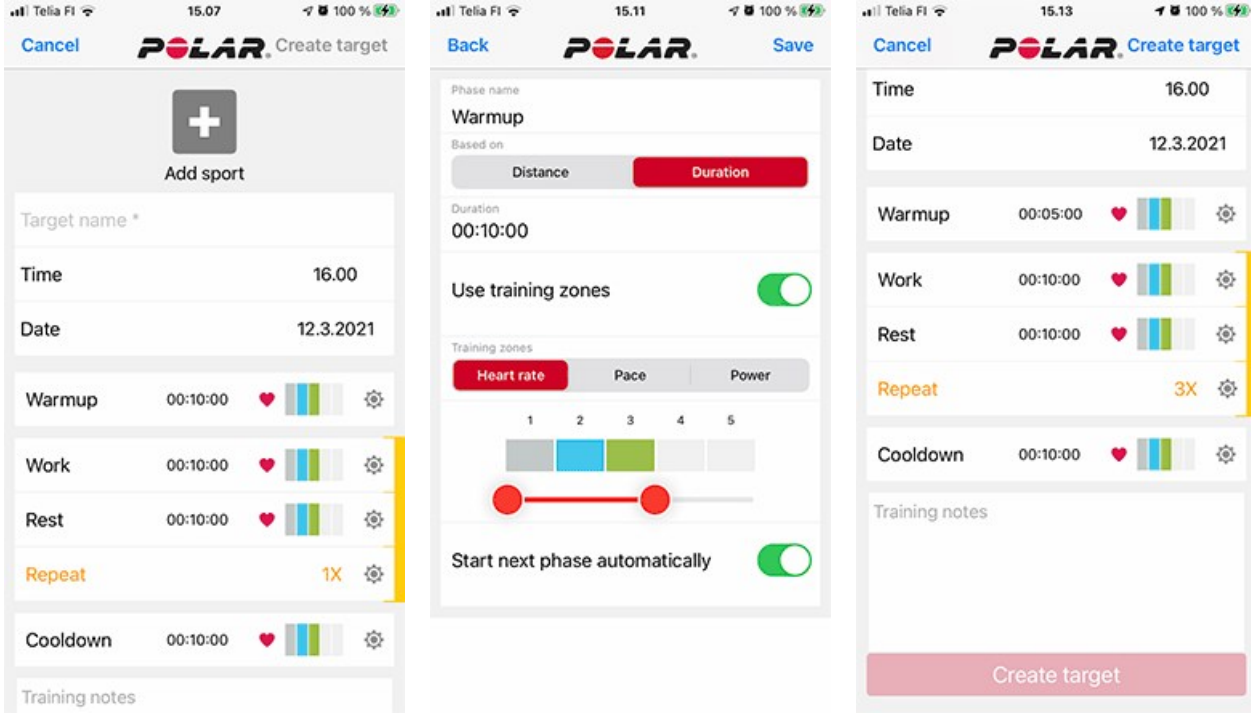 Telia FI 15.07 100 %
Cancel POLAR. Create target
Add sport
Target name *
Time 16.00
Date 12.3.2021
Warmup 00:10:00
Work 00:10:00
Rest 00:10:00
Repeat 1X
Cooldown 00:10:00
Training notes
Telia FI 15.11 100 %
Back POLAR. Save
Phase name
Warmup
Based on
Distance Duration
Duration
00:10:00
Use training zones
Training zones
Heart rate Pace Power
1 2 3 4 5
Start next phase automatically
Telia FI 15.13 100 %
Cancel POLAR. Create target
Time 16.00
Date 12.3.2021
Warmup 00:05:00
Work 00:10:00
Rest 00:10:00
Repeat 3X
Cooldown 00:10:00
Training notes
Create target